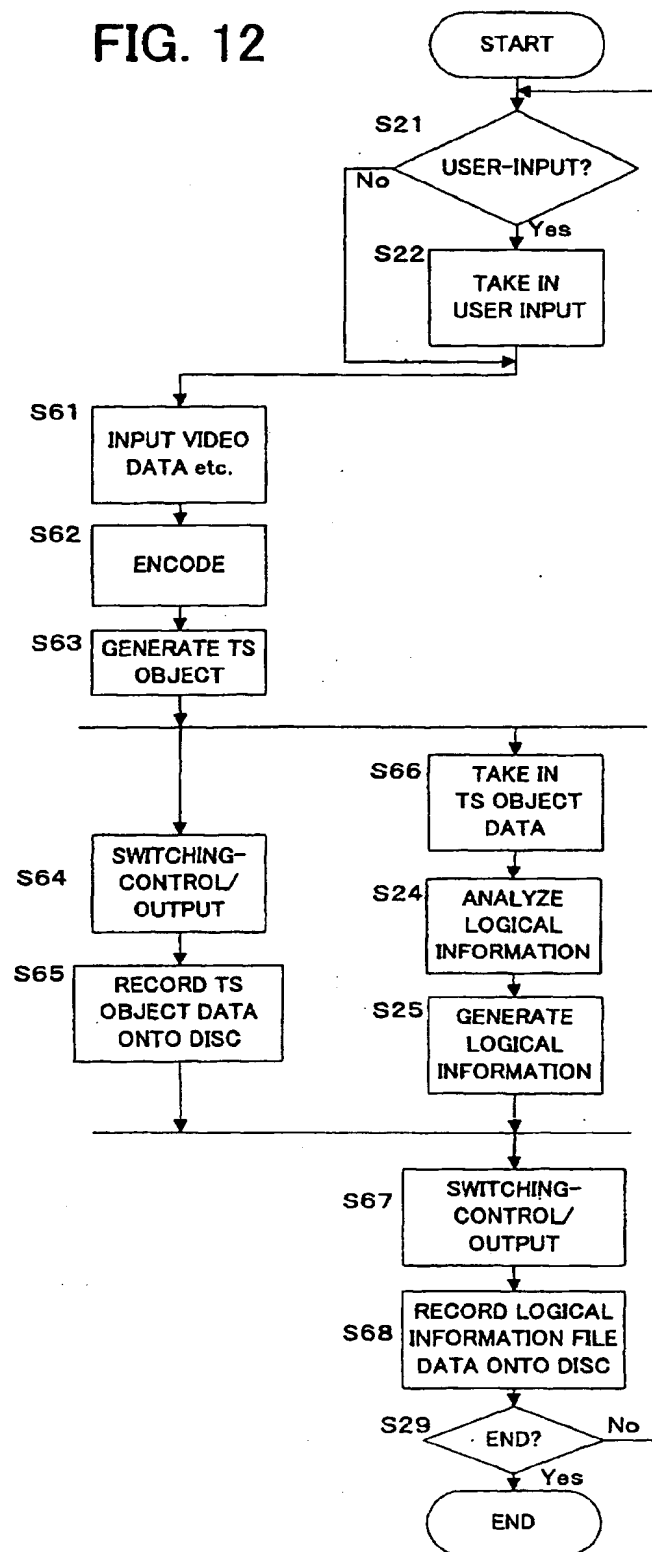 FIG. 12
START
S21
USER-INPUT?
No
Yes
S22
TAKE IN
USER INPUT
S61
INPUT VIDEO
DATA etc.
S62
ENCODE
S63
GENERATE TS
OBJECT
S66
TAKE IN
TS OBJECT
DATA
S64
SWITCHING-
CONTROL/
OUTPUT
S24
ANALYZE
LOGICAL
INFORMATION
S65
RECORD TS
OBJECT DATA
ONTO DISC
S25
GENERATE
LOGICAL
INFORMATION
S67
SWITCHING-
CONTROL/
OUTPUT
S68
RECORD LOGICAL
INFORMATION FILE
DATA ONTO DISC
S29
END?
No
Yes
END